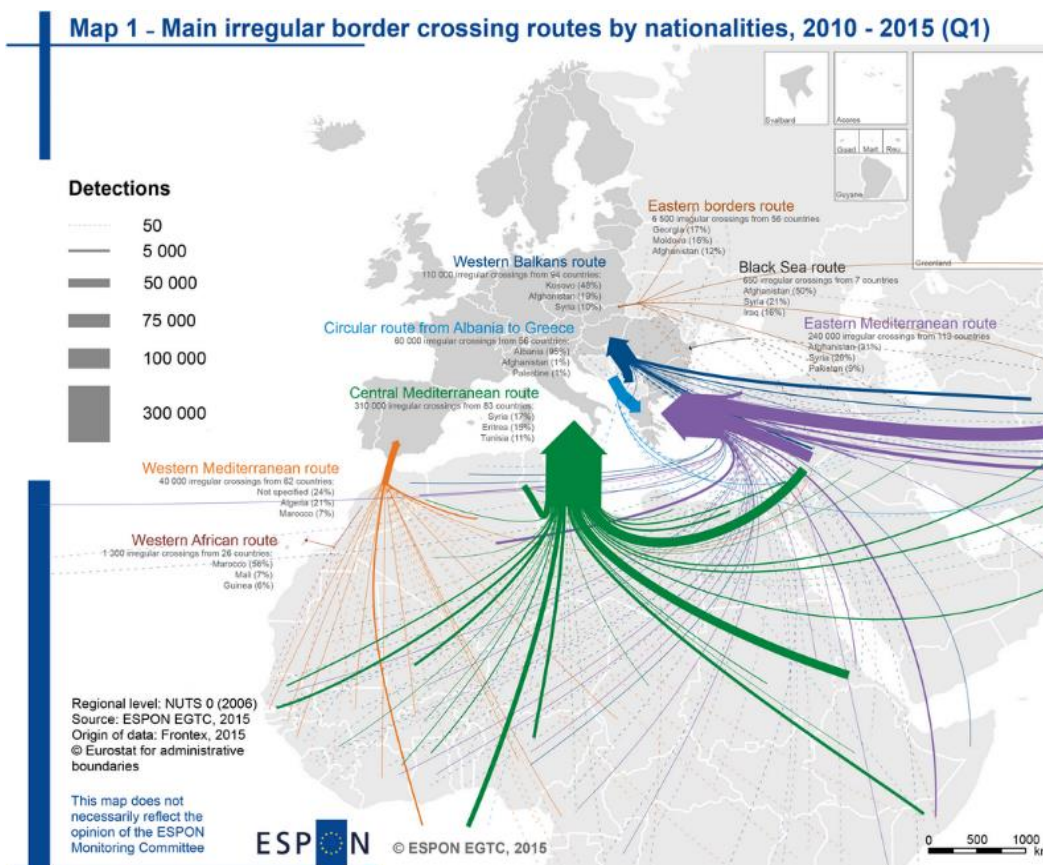 Map 1 - Main irregular border crossing routes by nationalities, 2010 - 2015 (Q1)
Svalbard
Acores
Guad.
Mart.
Reu.
Guyane
Greenland
Detections
50
5 000
50 000
75 000
100 000
300 000
Eastern borders route
6 500 irregular crossings from 56 countries
Georgia (17%)
Moldova (16%)
Afghanistan (12%)
Western Balkans route
110 000 irregular crossings from 94 countries:
Kosovo (48%)
Afghanistan (19%)
Syria (10%)
Black Sea route
650 irregular crossings from 7 countries
Afghanistan (50%)
Syria (21%)
Iraq (16%)
Circular route from Albania to Greece
60 000 irregular crossings from 56 countries:
Albania (95%)
Afghanistan (1%)
Palestine (1%)
Eastern Mediterranean route
240 000 irregular crossings from 113 countries
Afghanistan (31%)
Syria (28%)
Pakistan (9%)
Central Mediterranean route
310 000 irregular crossings from 83 countries:
Syria (17%)
Eritrea (15%)
Tunisia (11%)
Western Mediterranean route
40 000 irregular crossings from 62 countries:
Not specified (24%)
Algeria (21%)
Marocco (7%)
Western African route
1 300 irregular crossings from 26 countries:
Marocco (56%)
Mali (7%)
Guinea (6%)
Regional level: NUTS 0 (2006)
Source: ESPON EGTC, 2015
Origin of data: Frontex, 2015
© Eurostat for administrative
boundaries
This map does not
necessarily reflect the
opinion of the ESPON
Monitoring Committee
ESPON
© ESPON EGTC, 2015
0 500 1000
km